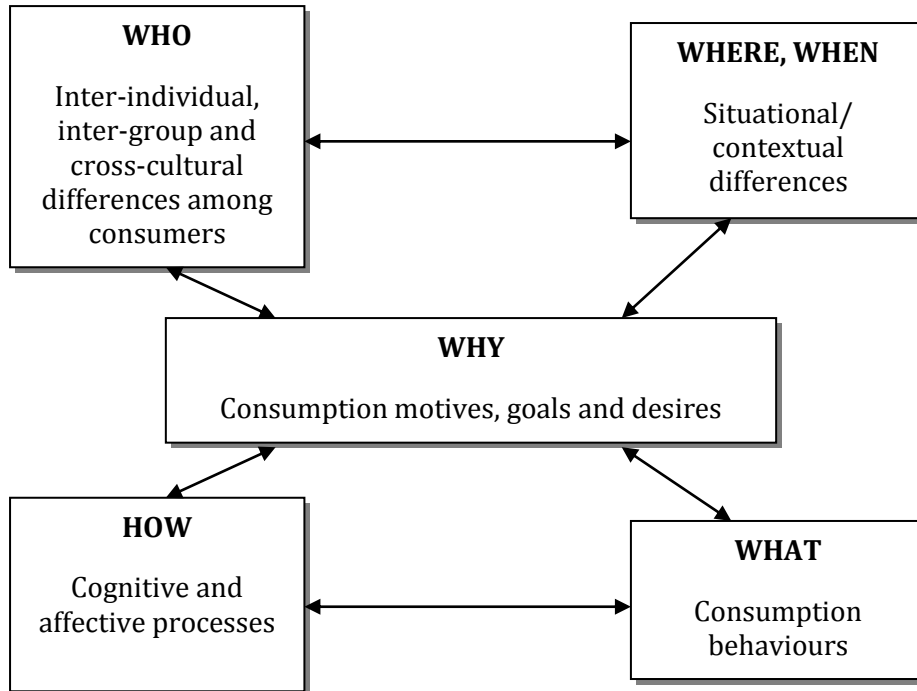 WHO
Inter-individual,
inter-group and
cross-cultural
differences among
consumers
WHERE, WHEN
Situational/
contextual
differences
WHY
Consumption motives, goals and desires
HOW
Cognitive and
affective processes
WHAT
Consumption
behaviours